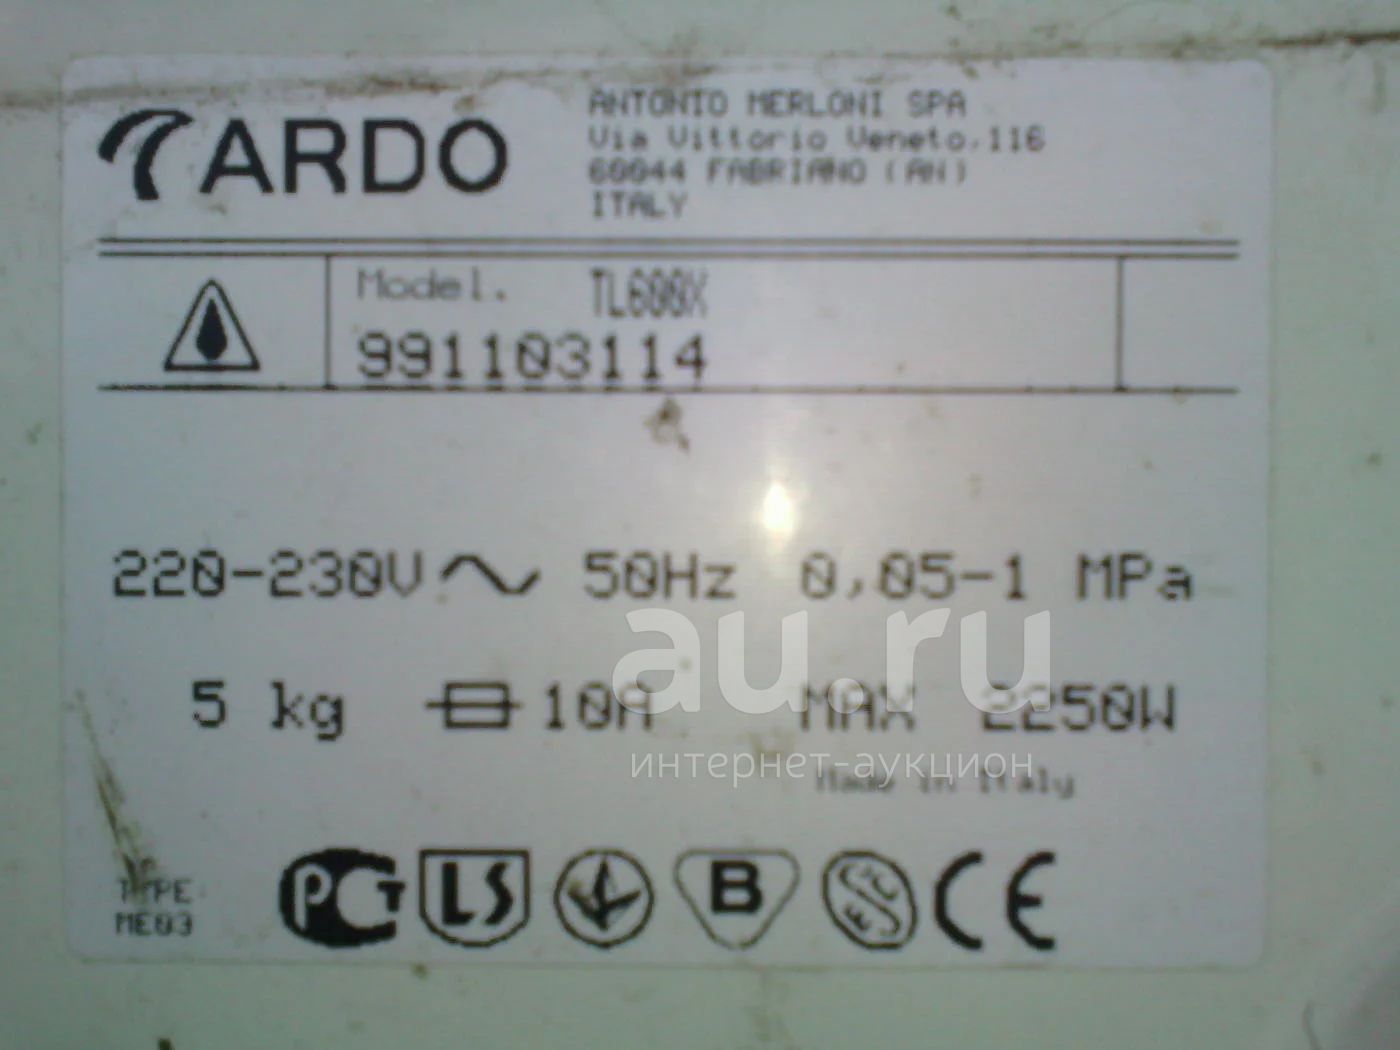 ARDO
ANTONIO MERLONI SPA
Via Vittorio Veneto,116
60044 FABRIANO (AN)
ITALY
Model. TL600X
991103114
220-230V 50Hz 0,05-1 MPa
5 kg 10A MAX 2250W
au.ru
интернет-аукцион
Made in Italy
TYPE
ME03
PCT LS B ESC CE